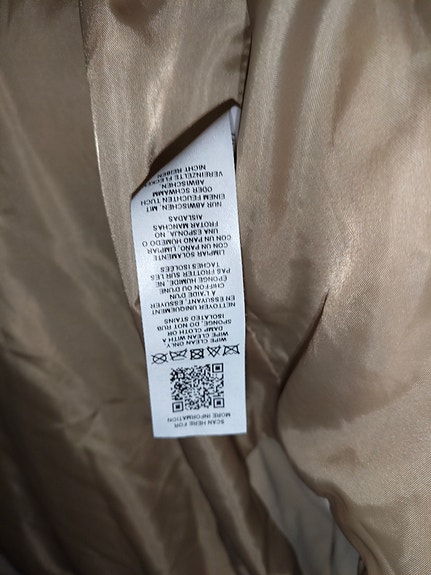 SCAN HERE FOR
MORE INFORMATION
WIPE CLEAN ONLY.
WIPE CLEAN WITH A
DAMP CLOTH OR
SPONGE. DO NOT RUB
ISOLATED STAINS
NETTOYER UNIQUEMENT
EN ESSUYANT. ESSUYER
À L'AIDE D'UN
CHIFFON OU D'UNE
ÉPONGE HUMIDE. NE
PAS FROTTER SUR LES
TACHES ISOLÉES
LIMPIAR SOLAMENTE
CON UN PANO. LIMPIAR
CON UN PANO HÚMEDO O
UNA ESPONJA. NO
FROTAR MANCHAS
AISLADAS
NUR ABWISCHEN. MIT
EINEM FEUCHTEN TUCH
ODER SCHWAMM
ABWISCHEN.
VEREINZELTE FLECKEN
NICHT REIBEN.